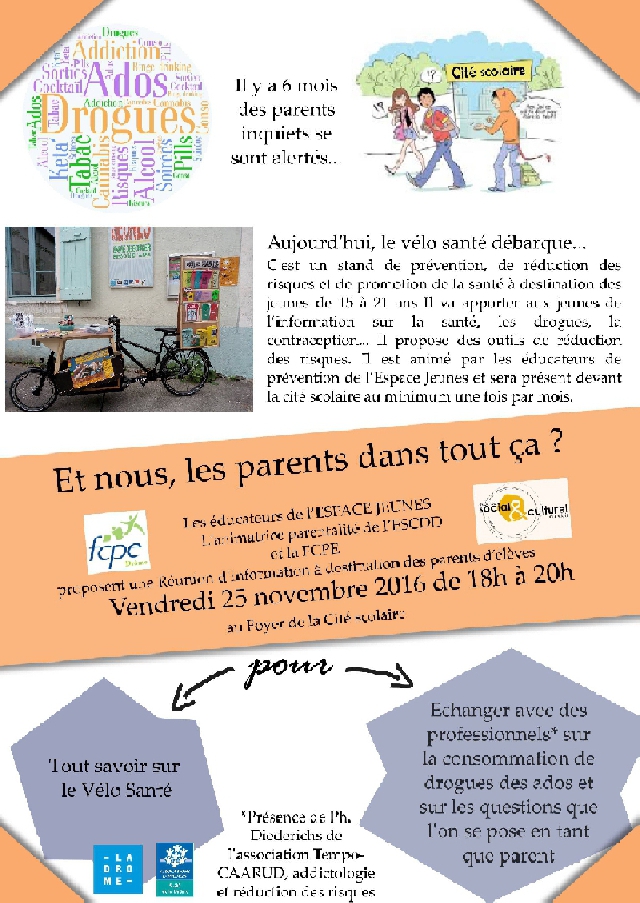 Drogues
Addiction
Sorties
Cocktail
Ados
Drogues
Tabac
Keta
Cannabis
Risques
Alcool
Soirées
Pills
Il y a 6 mois
des parents
inquiets se
sont alertés...
!?
Cité scolaire
Aujourd'hui, le vélo santé débarque...
C'est un stand de prévention, de réduction des
risques et de promotion de la santé à destination des
jeunes de 15 à 21 ans Il va apporter aux jeunes de
l'information sur la santé, les drogues, la
contraception... Il propose des outils de réduction
des risques. Il est animé par les éducateurs de
prévention de l'Espace Jeunes et sera présent devant
la cité scolaire au minimum une fois par mois.
Et nous, les parents dans tout ça ?
Les éducateurs de l'ESPACE JEUNES
L'animatrice parentalité de l'ESCDD
et la FCPE
fcpe
Drôme
social & cultural
proposent une Réunion d'information à destination des parents d'élèves
Vendredi 25 novembre 2016 de 18h à 20h
au Foyer de la Cité scolaire
pour
Tout savoir sur
le Vélo Santé
Echanger avec des
professionnels* sur
la consommation de
drogues des ados et
sur les questions que
l'on se pose en tant
que parent
*Présence de Ph.
Diederichs de
l'association Tempo-
CAARUD, addictologie
et réduction des risques
- LA
DRO
ME -